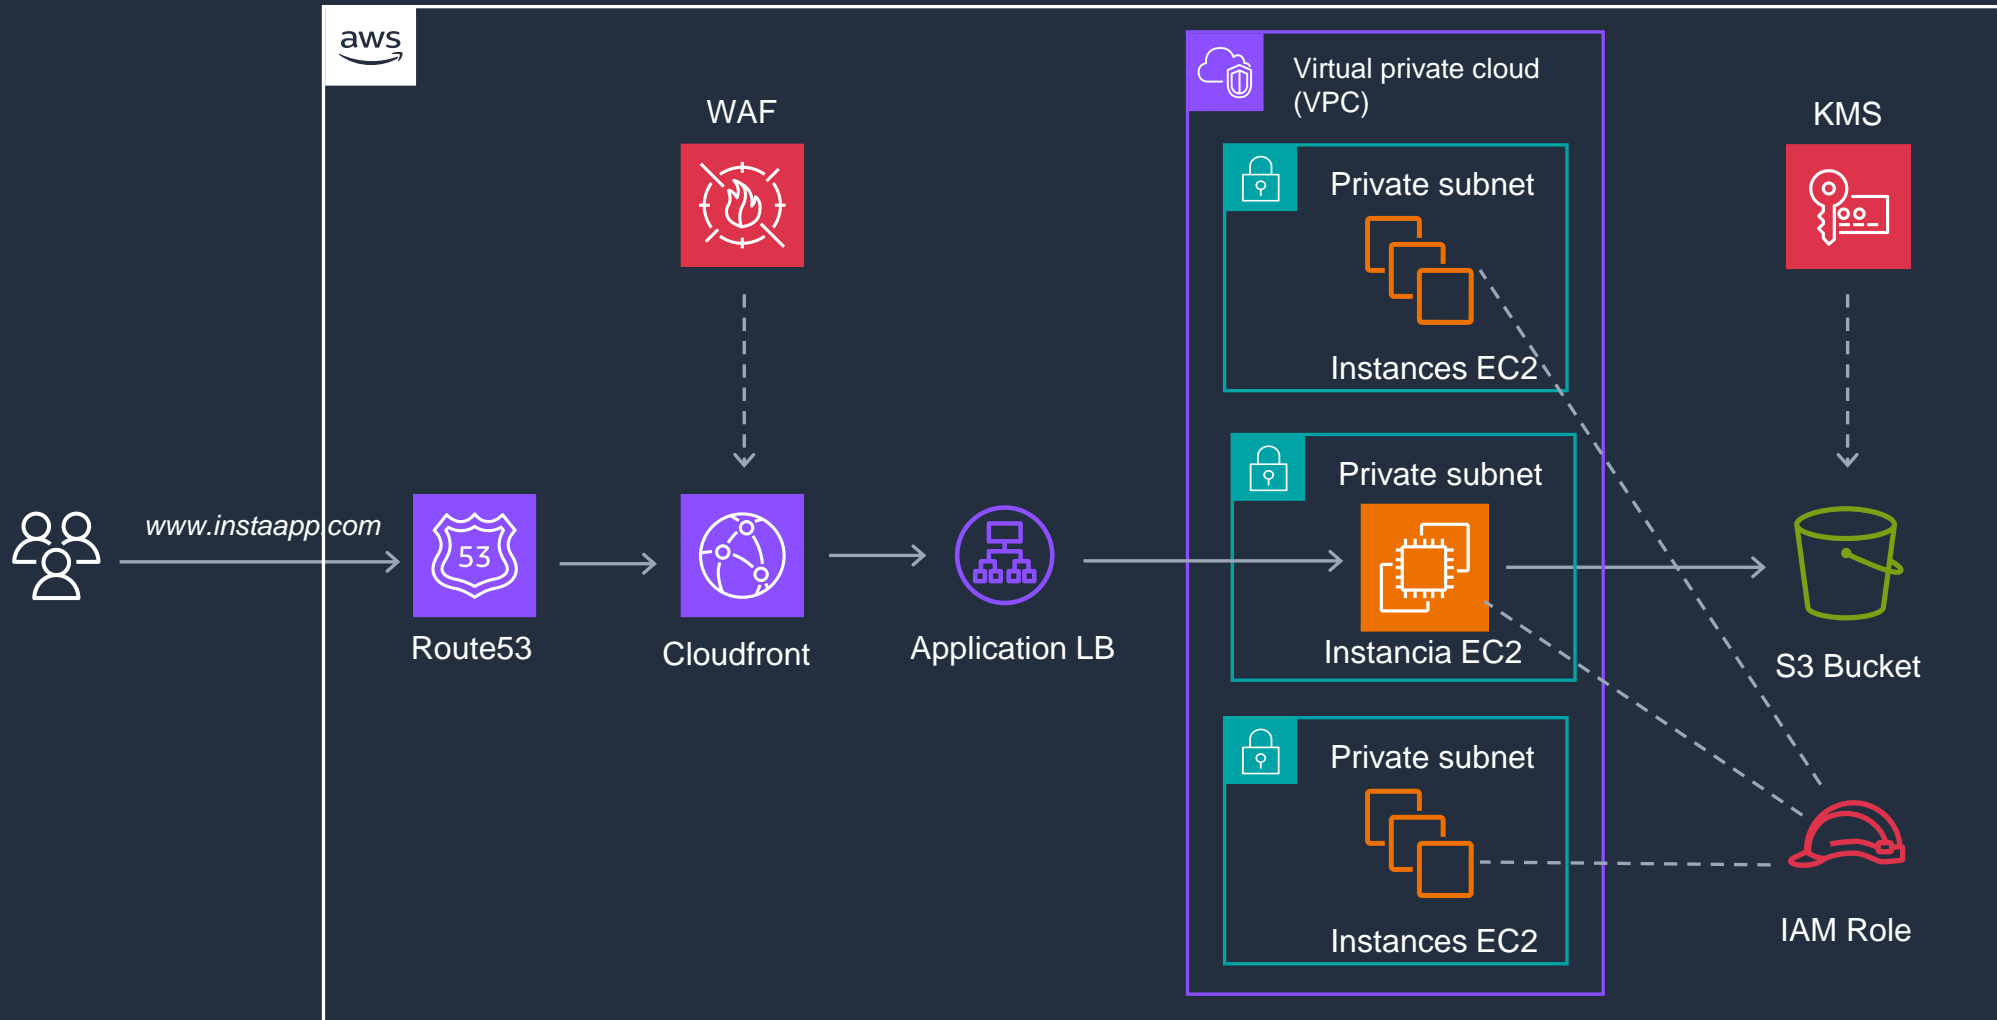 aws
Virtual private cloud
(VPC)
WAF
KMS
Private subnet
Instances EC2
Private subnet
www.instaapp.com
53
Route53
Cloudfront
Application LB
Instancia EC2
S3 Bucket
Private subnet
Instances EC2
IAM Role